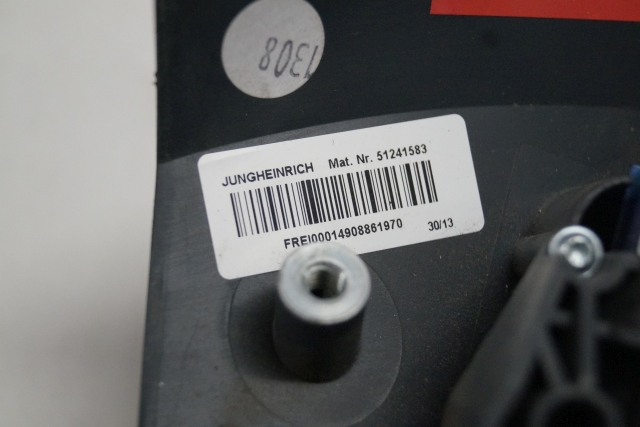 1308
JUNGHEINRICH Mat. Nr. 51241583
FREI00014908861970 30/13